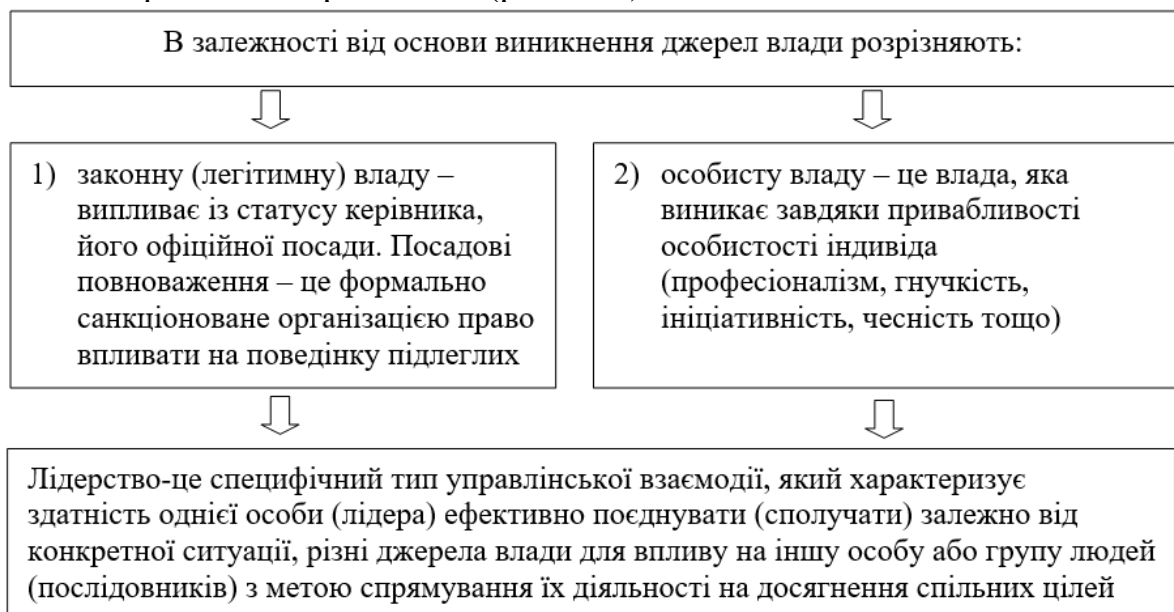 В залежності від основи виникнення джерел влади розрізняють:
1) законну (легітимну) владу –
випливає із статусу керівника,
його офіційної посади. Посадові
повноваження – це формально
санкціоноване організацією право
впливати на поведінку підлеглих
2) особисту владу – це влада, яка
виникає завдяки привабливості
особистості індивіда
(професіоналізм, гнучкість,
ініціативність, чесність тощо)
Лідерство-це специфічний тип управлінської взаємодії, який характеризує
здатність однієї особи (лідера) ефективно поєднувати (сполучати) залежно від
конкретної ситуації, різні джерела влади для впливу на іншу особу або групу людей
(послідовників) з метою спрямування їх діяльності на досягнення спільних цілей